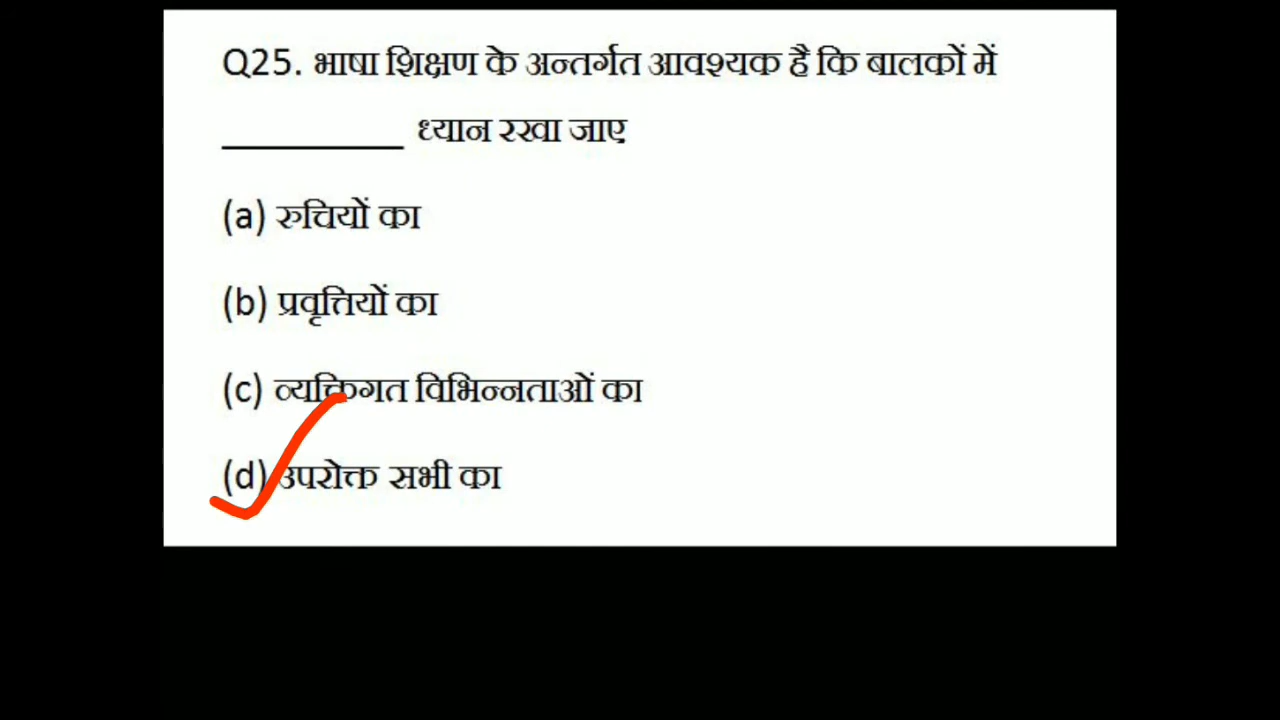 Q25. भाषा शिक्षण के अन्तर्गत आवश्यक है कि बालकों में
__________ ध्यान रखा जाए
(a) रुचियों का
(b) प्रवृत्तियों का
(c) व्यक्तिगत विभिन्नताओं का
(d) उपरोक्त सभी का